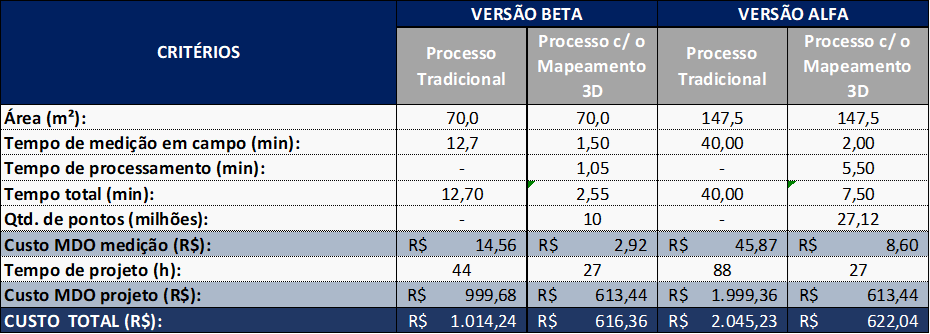 CRITÉRIOS VERSÃO BETA VERSÃO ALFA
Processo Tradicional Processo c/ o Mapeamento 3D Processo Tradicional Processo c/ o Mapeamento 3D
Área (m²): 70,0 70,0 147,5 147,5
Tempo de medição em campo (min): 12,7 1,50 40,00 2,00
Tempo de processamento (min): - 1,05 - 5,50
Tempo total (min): 12,70 2,55 40,00 7,50
Qtd. de pontos (milhões): - 10 - 27,12
Custo MDO medição (R$): R$ 14,56 R$ 2,92 R$ 45,87 R$ 8,60
Tempo de projeto (h): 44 27 88 27
Custo MDO projeto (R$): R$ 999,68 R$ 613,44 R$ 1.999,36 R$ 613,44
CUSTO TOTAL (R$): R$ 1.014,24 R$ 616,36 R$ 2.045,23 R$ 622,04